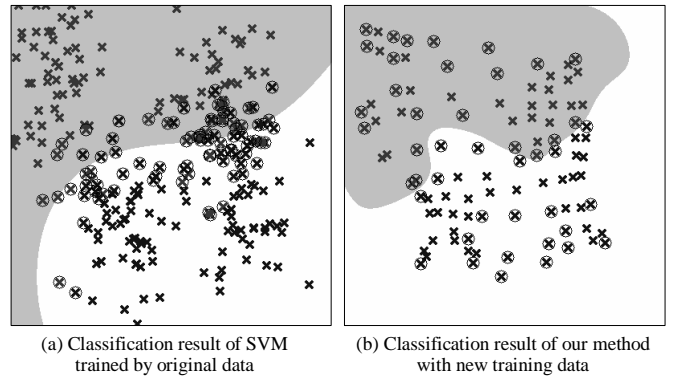 (a) Classification result of SVM
trained by original data
(b) Classification result of our method
with new training data